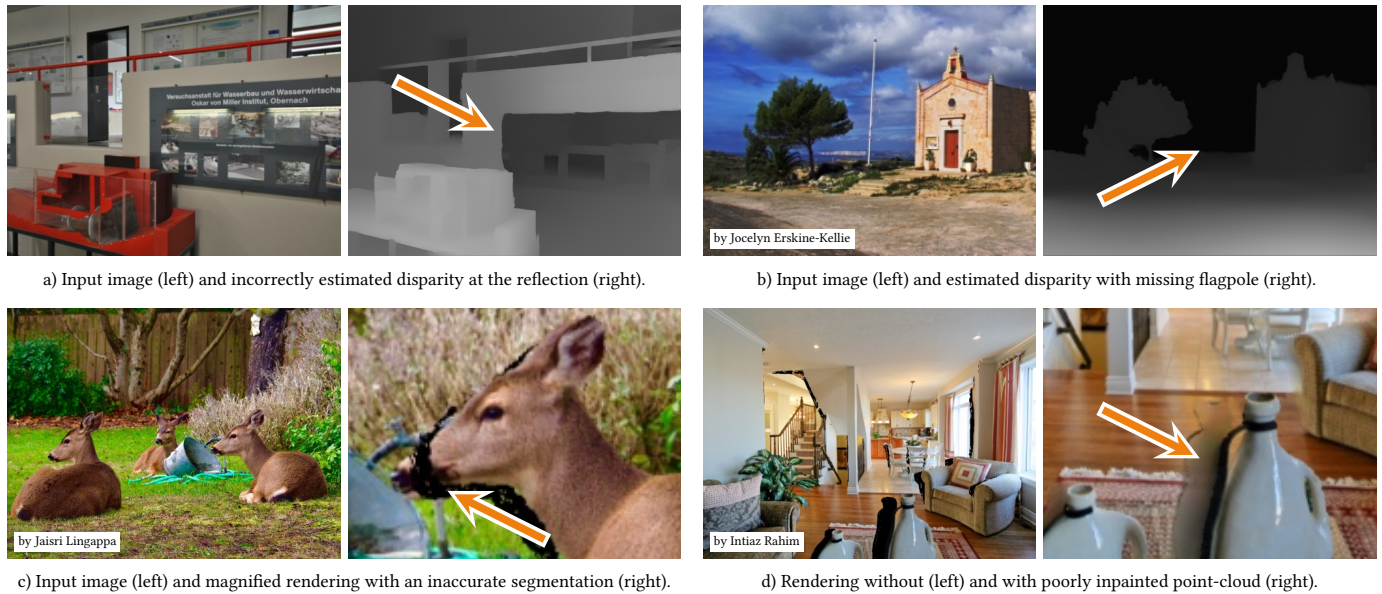 Versuchsanstalt für Wasserbau und Wasserwirtscha
Oskar von Miller Institut, Obernach
by Jocelyn Erskine-Kellie
a) Input image (left) and incorrectly estimated disparity at the reflection (right).
b) Input image (left) and estimated disparity with missing flagpole (right).
by Jaisri Lingappa
by Intiaz Rahim
c) Input image (left) and magnified rendering with an inaccurate segmentation (right).
d) Rendering without (left) and with poorly inpainted point-cloud (right).